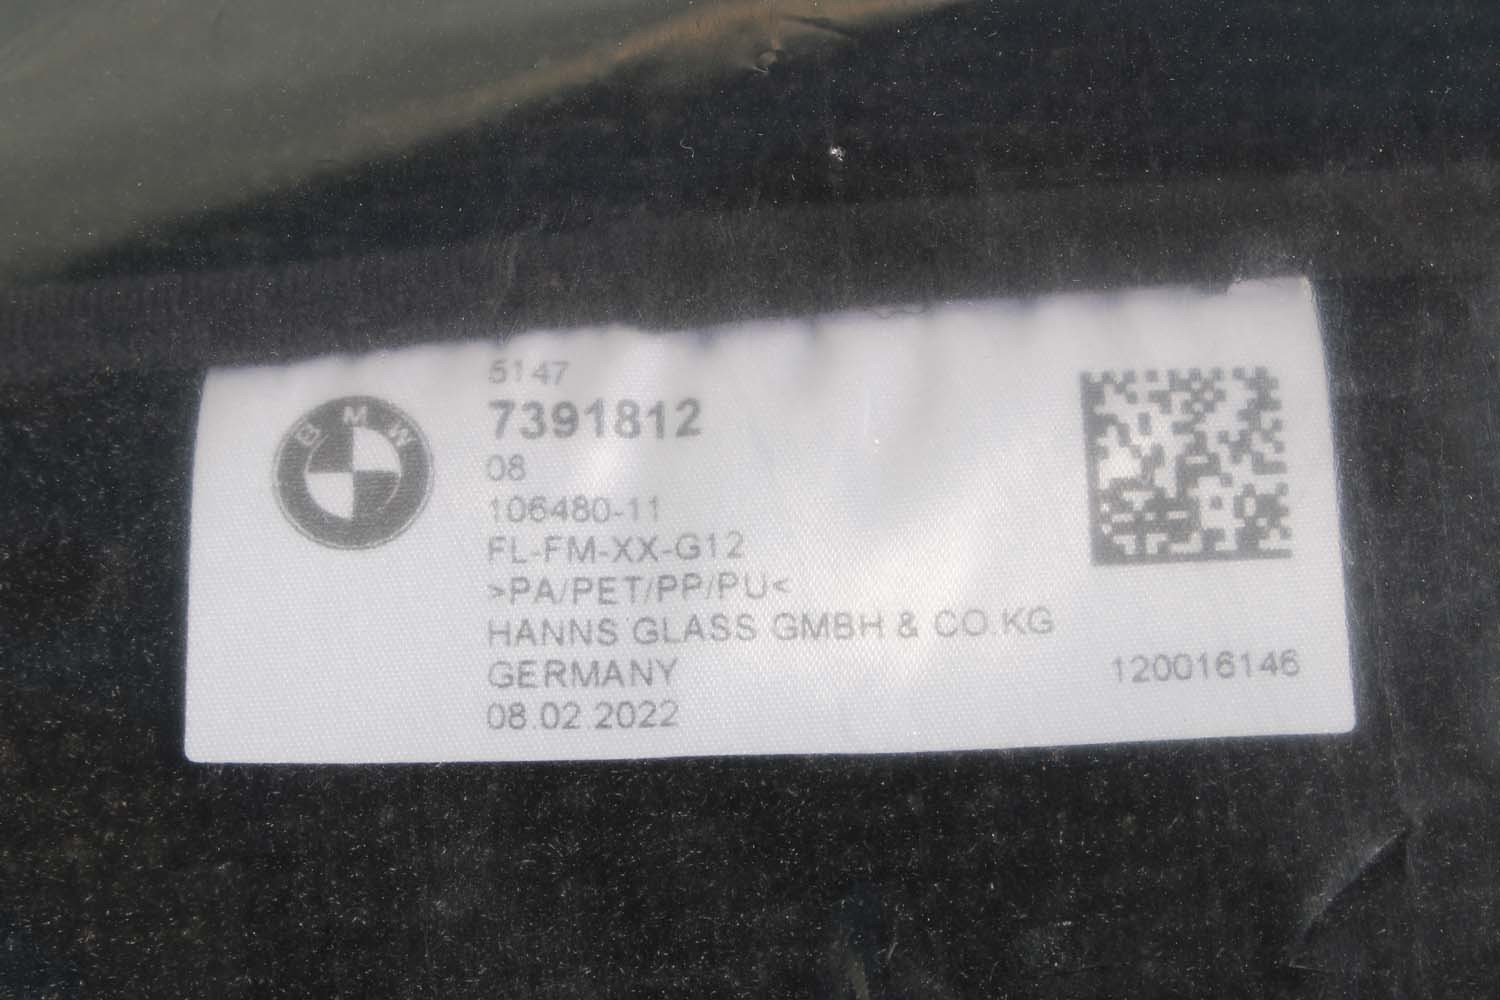 BMW
5147
7391812
08
106480-11
FL-FM-XX-G12
>PA/PET/PP/PU<
HANNS GLASS GMBH & CO.KG
GERMANY
08.02.2022
120016146